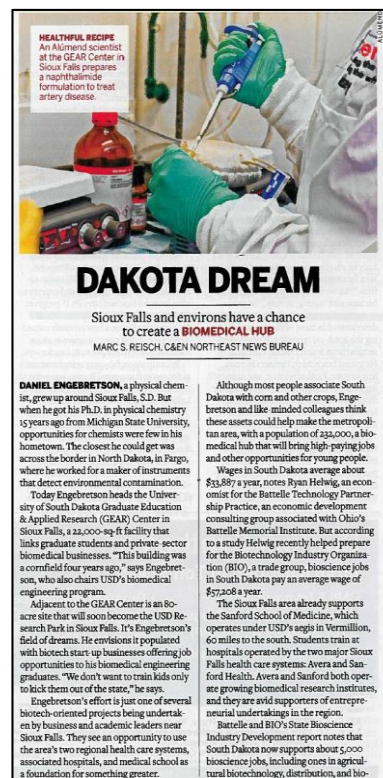 HEALTHFUL RECIPE
An Alúmend scientist
at the GEAR Center in
Sioux Falls prepares
a naphthalimide
formulation to treat
artery disease.
ALÚMEND
DAKOTA DREAM
Sioux Falls and environs have a chance
to create a BIOMEDICAL HUB
MARC S. REISCH, C&EN NORTHEAST NEWS BUREAU
DANIEL ENGEBRETSON, a physical chem-
ist, grew up around Sioux Falls, S.D. But
when he got his Ph.D. in physical chemistry
15 years ago from Michigan State University,
opportunities for chemists were few in his
hometown. The closest he could get was
across the border in North Dakota, in Fargo,
where he worked for a maker of instruments
that detect environmental contamination.
Today Engebretson heads the Univer-
sity of South Dakota Graduate Education
& Applied Research (GEAR) Center in
Sioux Falls, a 22,000-sq-ft facility that
links graduate students and private-sector
biomedical businesses. “This building was
a cornfield four years ago,” says Engebret-
son, who also chairs USD’s biomedical
engineering program.
Adjacent to the GEAR Center is an 80-
acre site that will soon become the USD Re-
search Park in Sioux Falls. It’s Engebretson’s
field of dreams. He envisions it populated
with biotech start-up businesses offering job
opportunities to his biomedical engineering
graduates. “We don’t want to train kids only
to kick them out of the state,” he says.
Engebretson’s effort is just one of several
biotech-oriented projects being undertak-
en by business and academic leaders near
Sioux Falls. They see an opportunity to use
the area’s two regional health care systems,
associated hospitals, and medical school as
a foundation for something greater.
Although most people associate South
Dakota with corn and other crops, Enge-
bretson and like-minded colleagues think
these assets could help make the metropoli-
tan area, with a population of 232,000, a bio-
medical hub that will bring high-paying jobs
and other opportunities for young people.
Wages in South Dakota average about
$33,887 a year, notes Ryan Helwig, an econ-
omist for the Battelle Technology Partner-
ship Practice, an economic development
consulting group associated with Ohio’s
Battelle Memorial Institute. But according
to a study Helwig recently helped prepare
for the Biotechnology Industry Organiza-
tion (BIO), a trade group, bioscience jobs
in South Dakota pay an average wage of
$57,208 a year.
The Sioux Falls area already supports
the Sanford School of Medicine, which
operates under USD’s aegis in Vermillion,
60 miles to the south. Students train at
hospitals operated by the two major Sioux
Falls health care systems: Avera and San-
ford Health. Avera and Sanford both oper-
ate growing biomedical research institutes,
and they are avid supporters of entrepre-
neurial undertakings in the region.
Battelle and BIO’s State Bioscience
Industry Development report notes that
South Dakota now supports about 5,000
bioscience jobs, including ones in agricul-
tural biotechnology, distribution, and bio-